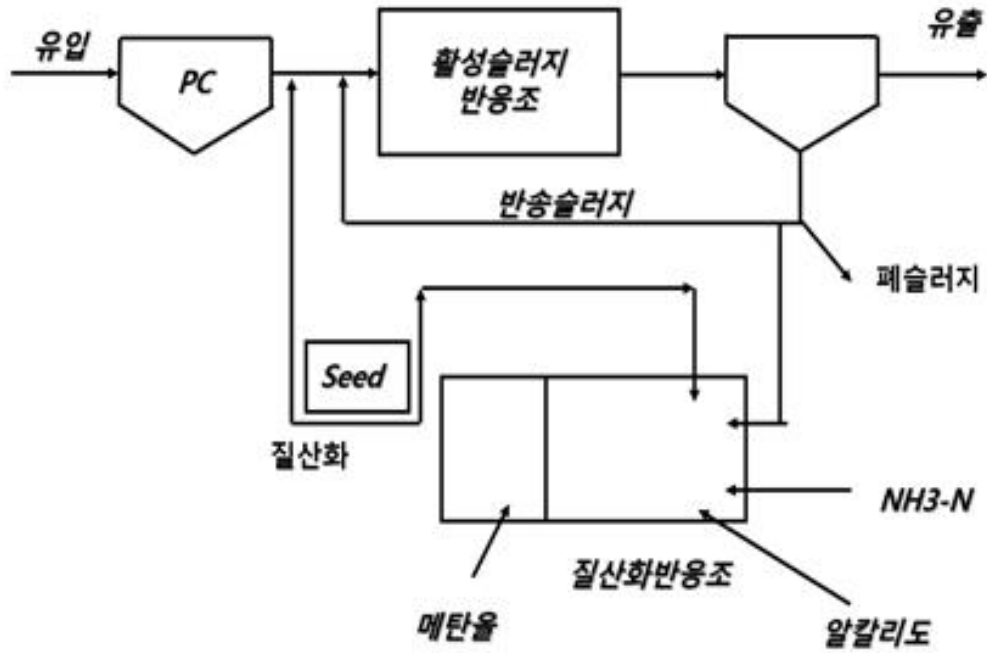 유입
PC
활성슬러지
반응조
유출
반송슬러지
폐슬러지
Seed
질산화
NH3-N
질산화반응조
메탄올
알칼리도